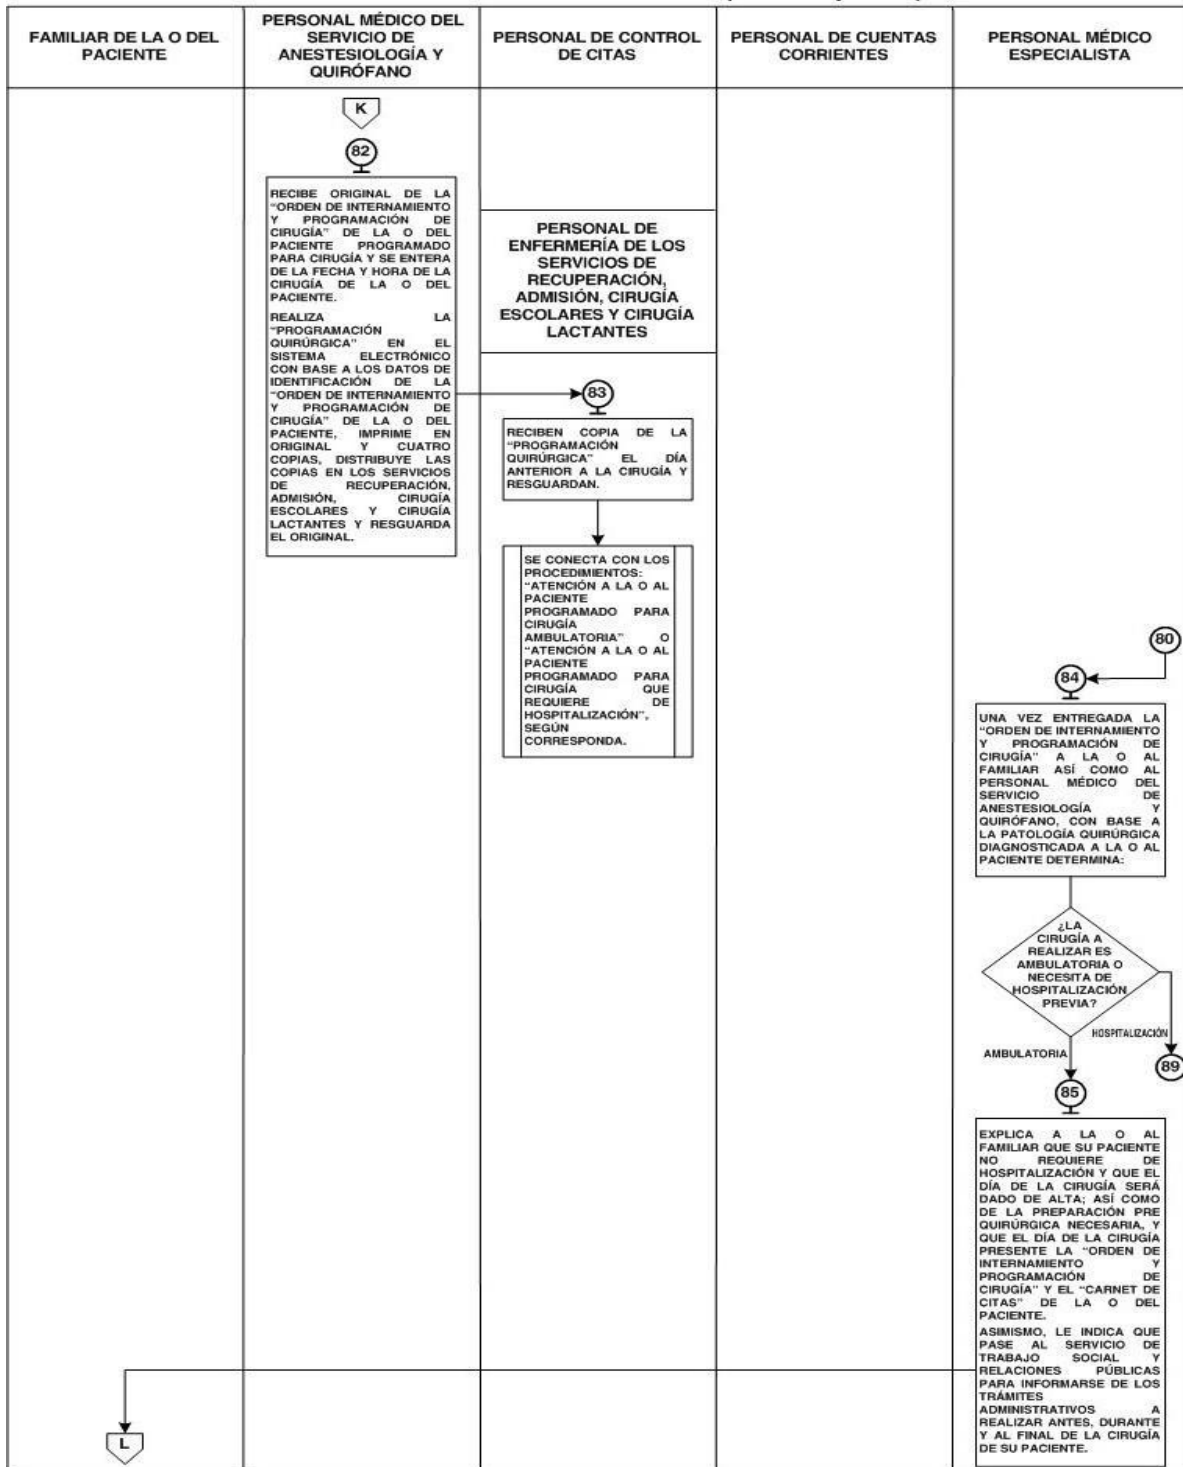 FAMILIAR DE LA O DEL
PACIENTE
PERSONAL MÉDICO DEL
SERVICIO DE
ANESTESIOLOGÍA Y
QUIRÓFANO
PERSONAL DE CONTROL
DE CITAS
PERSONAL DE CUENTAS
CORRIENTES
PERSONAL MÉDICO
ESPECIALISTA
K
82
RECIBE ORIGINAL DE LA
"ORDEN DE INTERNAMIENTO
Y PROGRAMACIÓN DE
CIRUGÍA" DE LA O DEL
PACIENTE PROGRAMADO
PARA CIRUGÍA Y SE ENTERA
DE LA FECHA Y HORA DE LA
CIRUGÍA DE LA O DEL
PACIENTE.
REALIZA LA
"PROGRAMACIÓN
QUIRÚRGICA" EN EL
SISTEMA ELECTRÓNICO
CON BASE A LOS DATOS DE
IDENTIFICACIÓN DE LA
"ORDEN DE INTERNAMIENTO
Y PROGRAMACIÓN DE
CIRUGÍA" DE LA O DEL
PACIENTE, IMPRIME EN
ORIGINAL Y CUATRO
COPIAS, DISTRIBUYE LAS
COPIAS EN LOS SERVICIOS
DE RECUPERACIÓN,
ADMISIÓN, CIRUGÍA
ESCOLARES Y CIRUGÍA
LACTANTES Y RESGUARDA
EL ORIGINAL.
PERSONAL DE
ENFERMERÍA DE LOS
SERVICIOS DE
RECUPERACIÓN,
ADMISIÓN, CIRUGÍA
ESCOLARES Y CIRUGÍA
LACTANTES
83
RECIBEN COPIA DE LA
"PROGRAMACIÓN
QUIRÚRGICA" EL DÍA
ANTERIOR A LA CIRUGÍA Y
RESGUARDAN.
SE CONECTA CON LOS
PROCEDIMIENTOS:
"ATENCIÓN A LA O AL
PACIENTE
PROGRAMADO PARA
CIRUGÍA
AMBULATORIA" O
"ATENCIÓN A LA O AL
PACIENTE
PROGRAMADO PARA
CIRUGÍA QUE
REQUIERE DE
HOSPITALIZACIÓN",
SEGÚN
CORRESPONDA.
80
84
UNA VEZ ENTREGADA LA
"ORDEN DE INTERNAMIENTO
Y PROGRAMACIÓN DE
CIRUGÍA" A LA O AL
FAMILIAR ASÍ COMO AL
PERSONAL MÉDICO DEL
SERVICIO DE
ANESTESIOLOGÍA Y
QUIRÓFANO, CON BASE A
LA PATOLOGÍA QUIRÚRGICA
DIAGNOSTICADA A LA O AL
PACIENTE DETERMINA:
¿LA
CIRUGÍA A
REALIZAR ES
AMBULATORIA O
NECESITA DE
HOSPITALIZACIÓN
PREVIA?
HOSPITALIZACIÓN
AMBULATORIA
89
85
EXPLICA A LA O AL
FAMILIAR QUE SU PACIENTE
NO REQUIERE DE
HOSPITALIZACIÓN Y QUE EL
DÍA DE LA CIRUGÍA SERÁ
DADO DE ALTA; ASÍ COMO
DE LA PREPARACIÓN PRE
QUIRÚRGICA NECESARIA, Y
QUE EL DÍA DE LA CIRUGÍA
PRESENTE LA "ORDEN DE
INTERNAMIENTO Y
PROGRAMACIÓN DE
CIRUGÍA" Y EL "CARNET DE
CITAS" DE LA O DEL
PACIENTE.
ASIMISMO, LE INDICA QUE
PASE AL SERVICIO DE
TRABAJO SOCIAL Y
RELACIONES PÚBLICAS
PARA INFORMARSE DE LOS
TRÁMITES
ADMINISTRATIVOS A
REALIZAR ANTES, DURANTE
Y AL FINAL DE LA CIRUGÍA
DE SU PACIENTE.
L